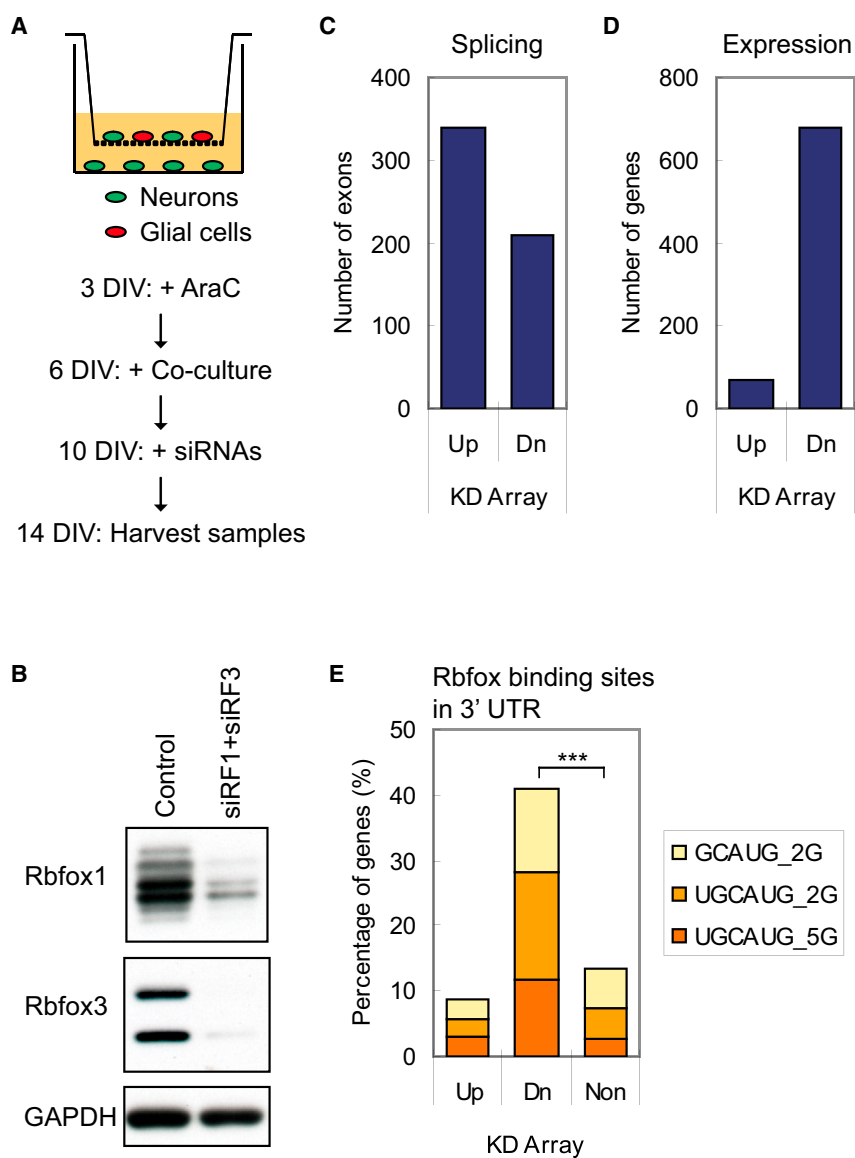 A
Neurons
Glial cells
3 DIV: + AraC
6 DIV: + Co-culture
10 DIV: + siRNAs
14 DIV: Harvest samples
C
Splicing
Number of exons
400
300
200
100
0
Up Dn
KD Array
D
Expression
Number of genes
800
600
400
200
0
Up Dn
KD Array
B
Control
siRF1+siRF3
Rbfox1
Rbfox3
GAPDH
E
Rbfox binding sites
in 3' UTR
Percentage of genes (%)
50
40
30
20
10
0
***
Up Dn Non
KD Array
GCAUG_2G
UGCAUG_2G
UGCAUG_5G